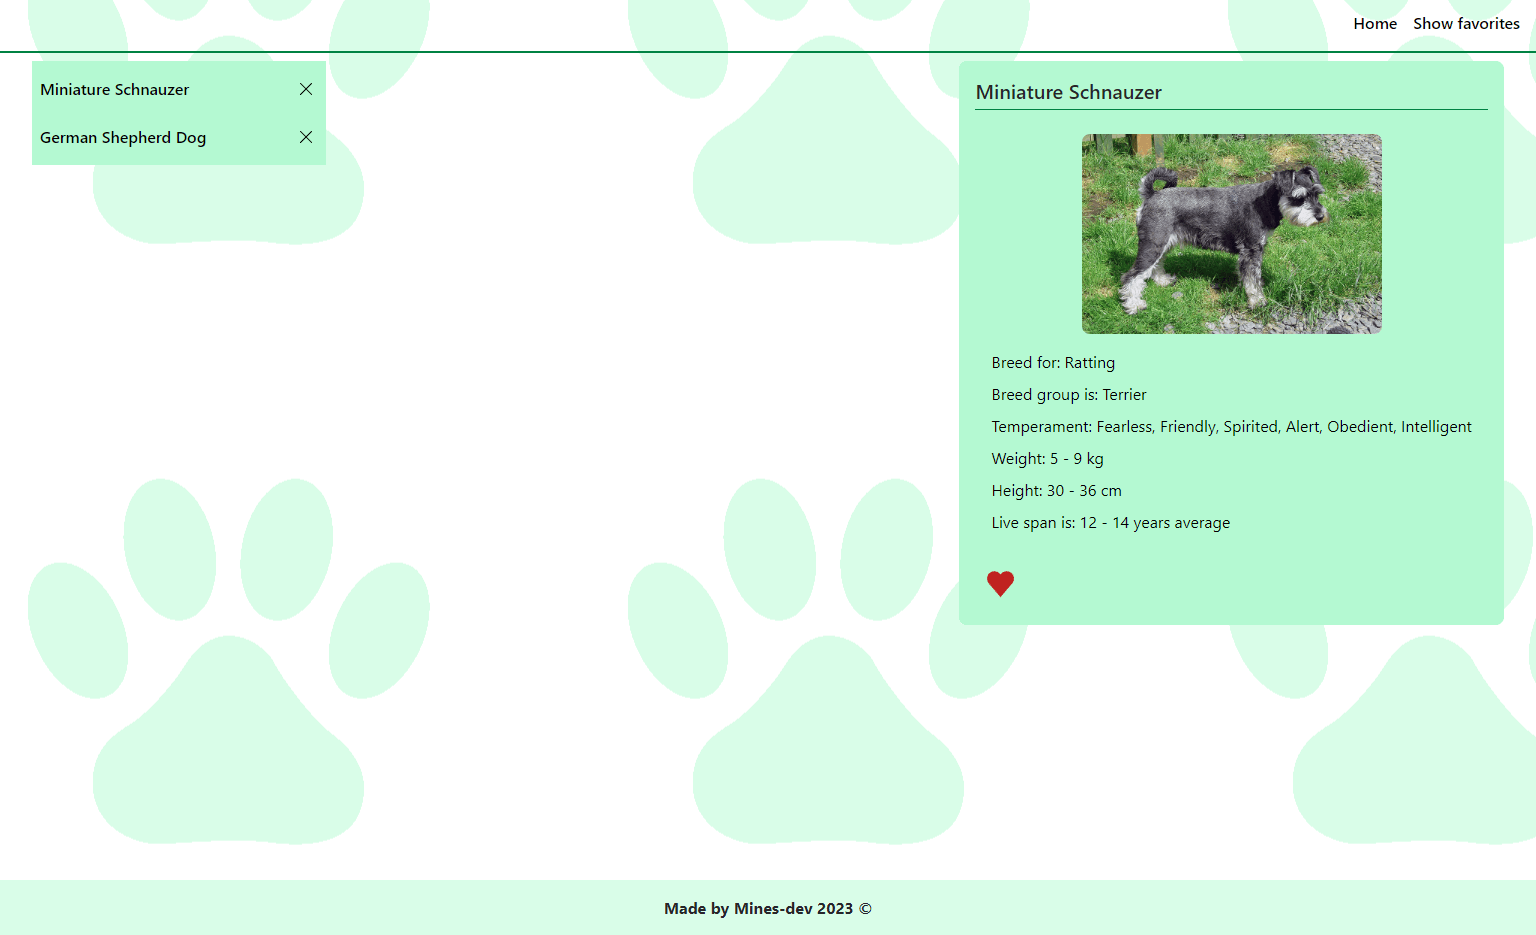 Home Show favorites
Miniature Schnauzer
German Shepherd Dog
Miniature Schnauzer
Breed for: Ratting
Breed group is: Terrier
Temperament: Fearless, Friendly, Spirited, Alert, Obedient, Intelligent
Weight: 5 - 9 kg
Height: 30 - 36 cm
Live span is: 12 - 14 years average
Made by Mines-dev 2023 ©